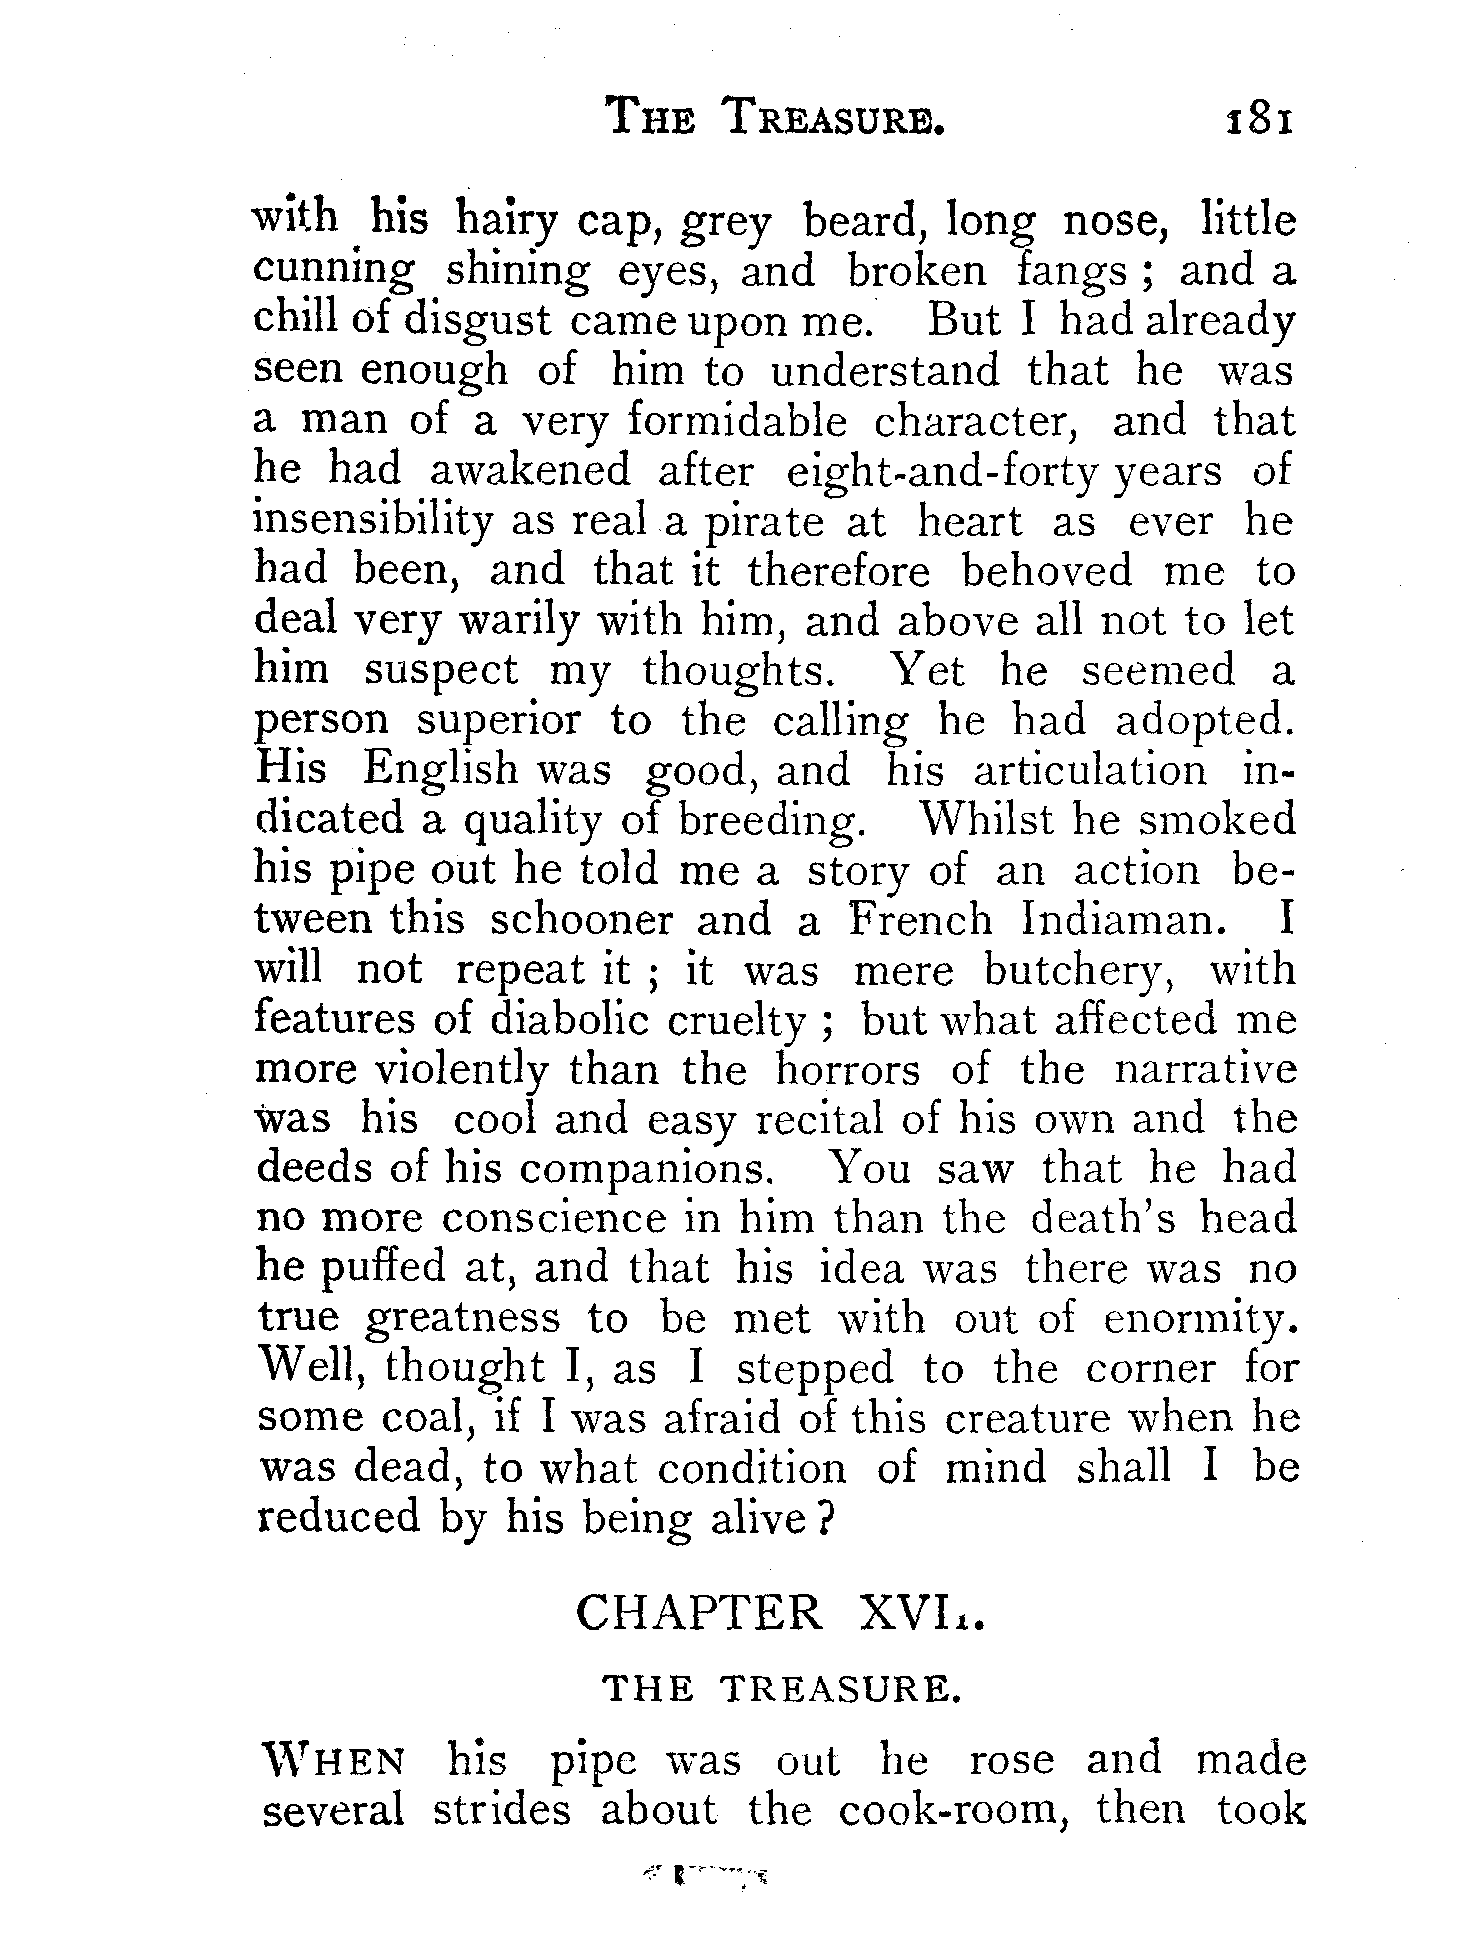 THE TREASURE. 181
with his hairy cap, grey beard, long nose, little
cunning shining eyes, and broken fangs ; and a
chill of disgust came upon me. But I had already
seen enough of him to understand that he was
a man of a very formidable character, and that
he had awakened after eight-and-forty years of
insensibility as real a pirate at heart as ever he
had been, and that it therefore behoved me to
deal very warily with him, and above all not to let
him suspect my thoughts. Yet he seemed a
person superior to the calling he had adopted.
His English was good, and his articulation in-
dicated a quality of breeding. Whilst he smoked
his pipe out he told me a story of an action be-
tween this schooner and a French Indiaman. I
will not repeat it ; it was mere butchery, with
features of diabolic cruelty ; but what affected me
more violently than the horrors of the narrative
was his cool and easy recital of his own and the
deeds of his companions. You saw that he had
no more conscience in him than the death's head
he puffed at, and that his idea was there was no
true greatness to be met with out of enormity.
Well, thought I, as I stepped to the corner for
some coal, if I was afraid of this creature when he
was dead, to what condition of mind shall I be
reduced by his being alive ?
CHAPTER
THE TREASURE.
WHEN his pipe was out he rose and made
several strides about the cook-room, then took